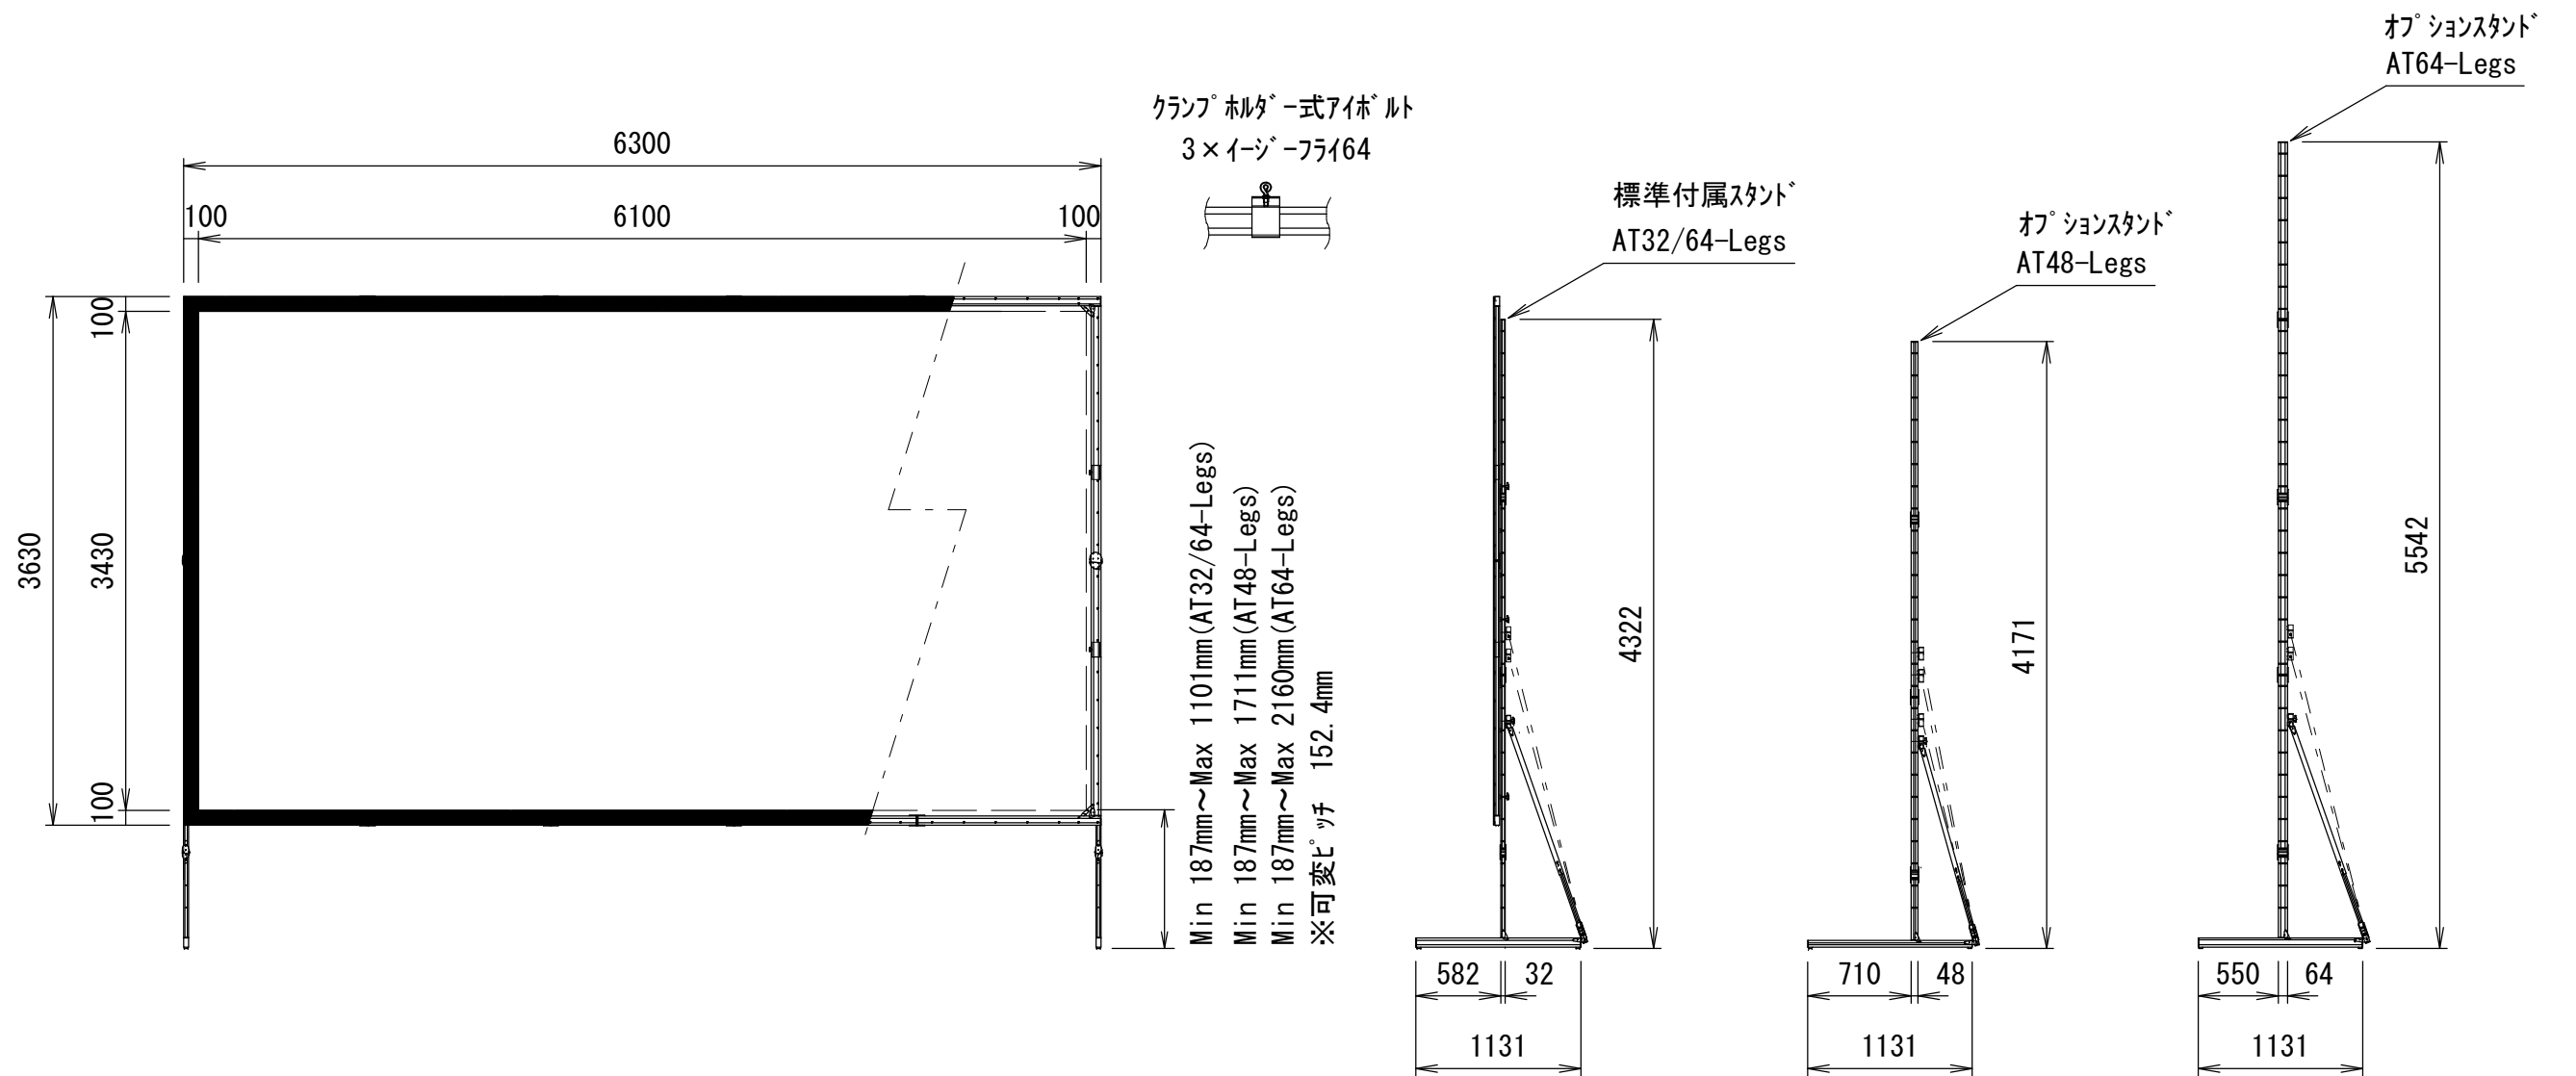 6300
100
6100
100
3630
100
3430
100
クランプホルダー式アイボルト
3×イージーフライ64
Min 187mm～Max 1101mm(AT32/64-Legs)
Min 187mm～Max 1711mm(AT48-Legs)
Min 187mm～Max 2160mm(AT64-Legs)
※可変ピッチ 152.4mm
標準付属スタンド
AT32/64-Legs
4322
582
32
1131
オプションスタンド
AT48-Legs
4171
710
48
1131
オプションスタンド
AT64-Legs
5542
550
64
1131